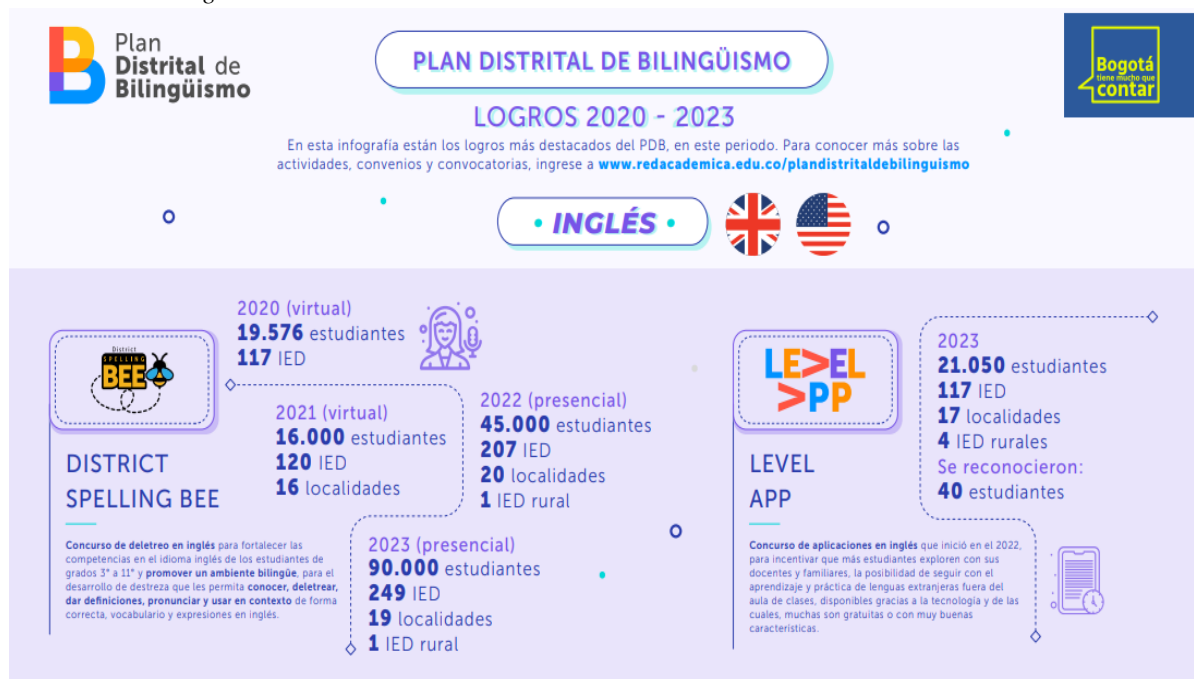 Plan
Distrital de
Bilingüismo
PLAN DISTRITAL DE BILINGÜISMO
Bogotá
tiene mucho que
contar
LOGROS 2020 - 2023
En esta infografía están los logros más destacados del PDB, en este periodo. Para conocer más sobre las
actividades, convenios y convocatorias, ingrese a www.redacademica.edu.co/plandistritaldebilinguismo
• INGLÉS •
District
SPELLING
BEE
DISTRICT
SPELLING BEE
Concurso de deletreo en inglés para fortalecer las
competencias en el idioma inglés de los estudiantes de
grados 3° a 11° y promover un ambiente bilingüe, para el
desarrollo de destreza que les permita conocer, deletrear,
dar definiciones, pronunciar y usar en contexto de forma
correcta, vocabulario y expresiones en inglés.
2020 (virtual)
19.576 estudiantes
117 IED
2021 (virtual)
16.000 estudiantes
120 IED
16 localidades
2022 (presencial)
45.000 estudiantes
207 IED
20 localidades
1 IED rural
2023 (presencial)
90.000 estudiantes
249 IED
19 localidades
1 IED rural
LE>EL
>PP
LEVEL
APP
Concurso de aplicaciones en inglés que inició en el 2022,
para incentivar que más estudiantes exploren con sus
docentes y familiares, la posibilidad de seguir con el
aprendizaje y práctica de lenguas extranjeras fuera del
aula de clases, disponibles gracias a la tecnología y de las
cuales, muchas son gratuitas o con muy buenas
características.
2023
21.050 estudiantes
117 IED
17 localidades
4 IED rurales
Se reconocieron:
40 estudiantes